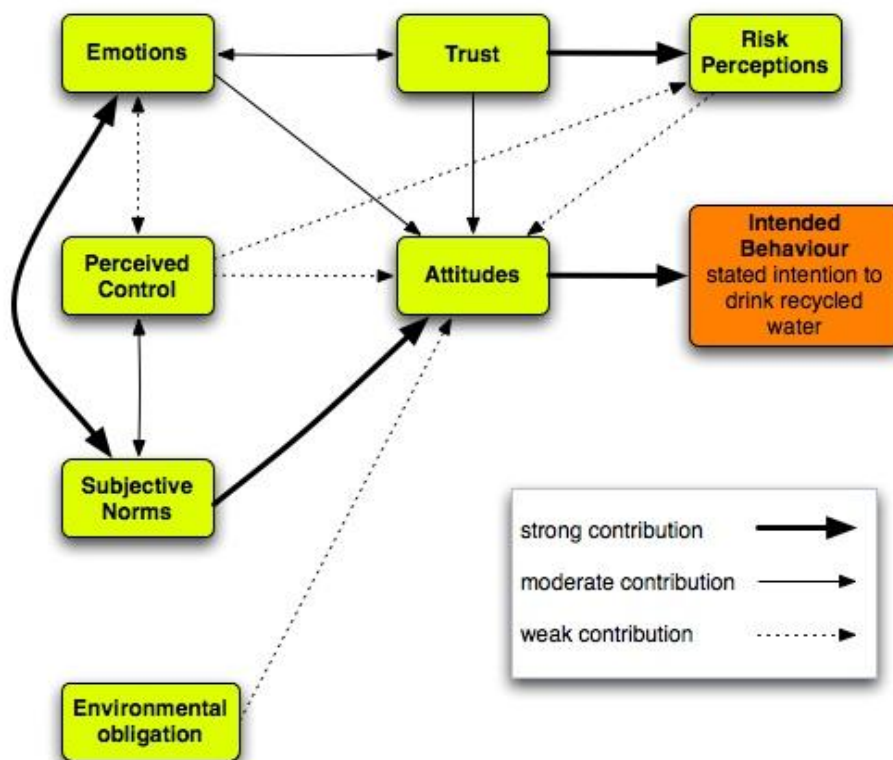 Emotions
Trust
Risk
Perceptions
Perceived
Control
Attitudes
Intended
Behaviour
stated intention to
drink recycled
water
Subjective
Norms
strong contribution
moderate contribution
weak contribution
Environmental
obligation